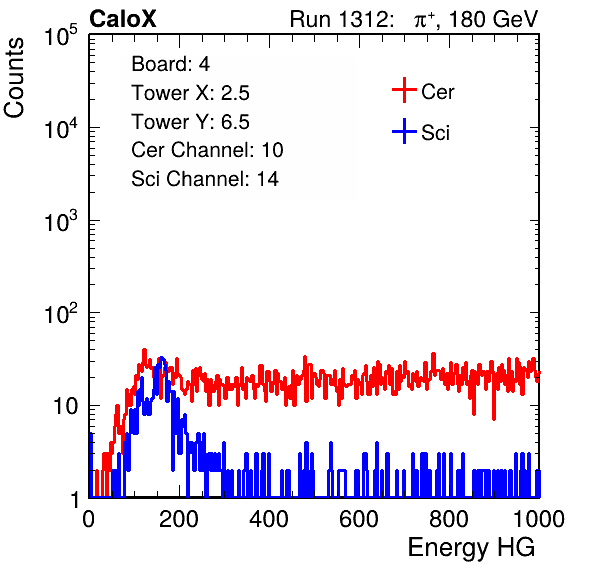 CaloX Run 1312: π⁺, 180 GeV
Board: 4
Tower X: 2.5
Tower Y: 6.5
Cer Channel: 10
Sci Channel: 14
Cer
Sci
Counts
10⁵
10⁴
10³
10²
10
1
0 200 400 600 800 1000
Energy HG